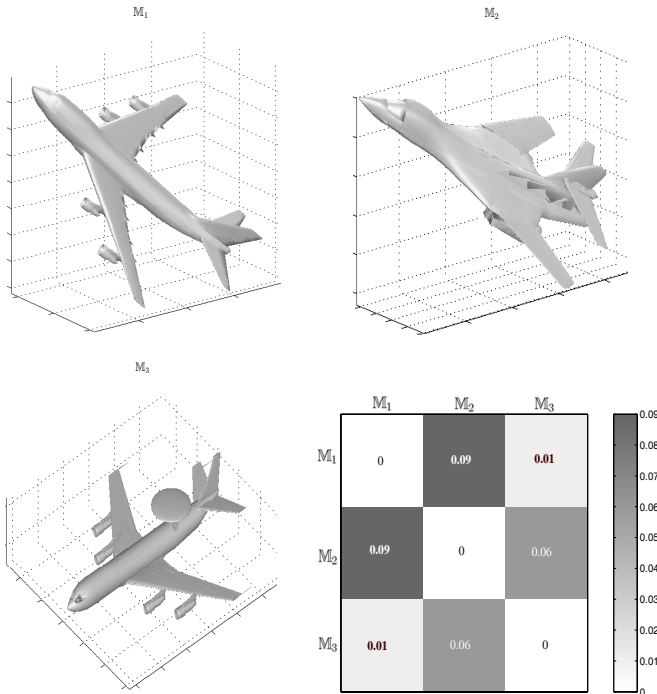 𝕄₁
𝕄₂
𝕄₃
𝕄₁ 𝕄₂ 𝕄₃
𝕄₁ 0 0.09 0.01
𝕄₂ 0.09 0 0.06
𝕄₃ 0.01 0.06 0
0.09
0.08
0.07
0.06
0.05
0.04
0.03
0.02
0.01
0